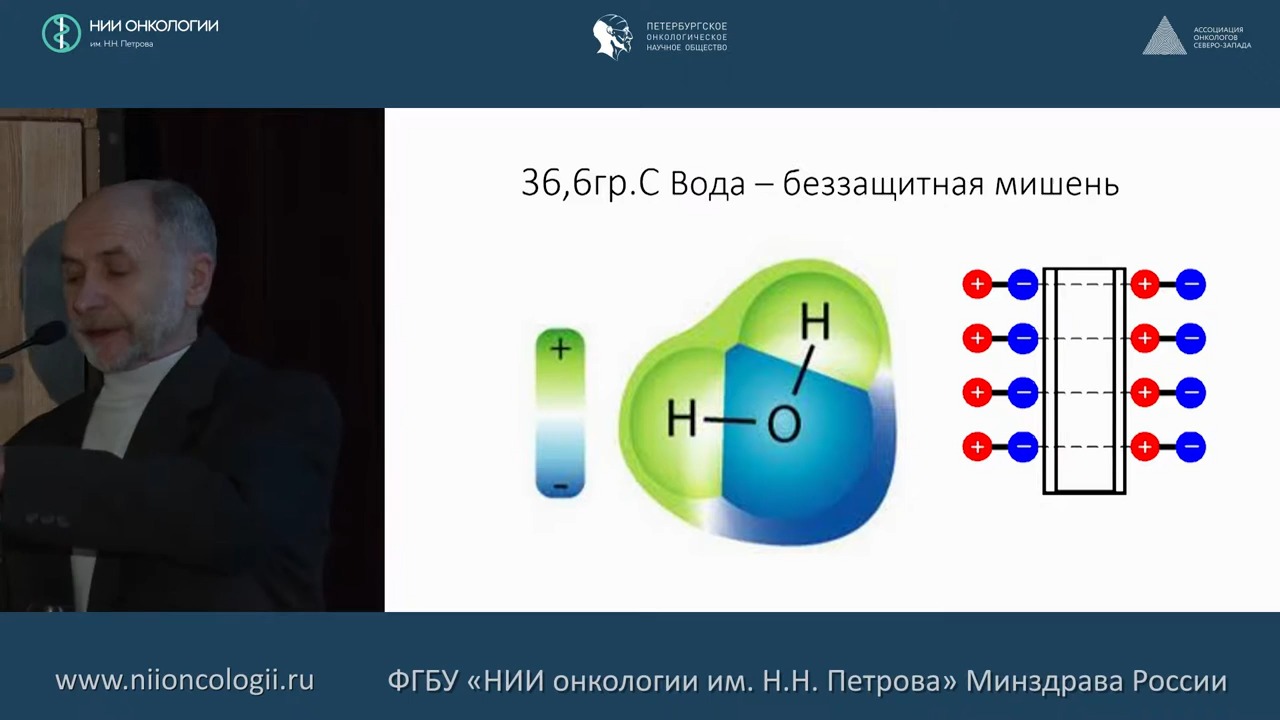 НИИ ОНКОЛОГИИ
им. Н.Н. Петрова
ПЕТЕРБУРГСКОЕ
ОНКОЛОГИЧЕСКОЕ
НАУЧНОЕ ОБЩЕСТВО
АССОЦИАЦИЯ
ОНКОЛОГОВ
СЕВЕРО-ЗАПАДА
36,6гр.С Вода – беззащитная мишень
+
-
H
H
O
+ − + −
+ − + −
+ − + −
+ − + −
www.niioncologii.ru ФГБУ «НИИ онкологии им. Н.Н. Петрова» Минздрава России